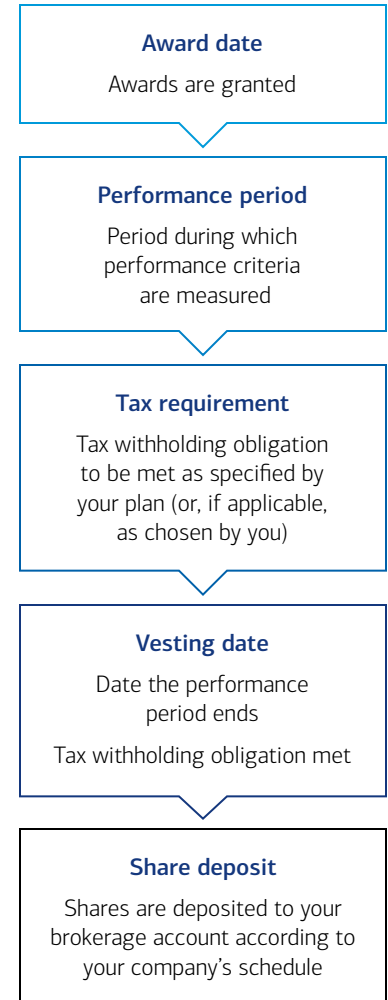 Award date
Awards are granted
Performance period
Period during which
performance criteria
are measured
Tax requirement
Tax withholding obligation
to be met as specified by
your plan (or, if applicable,
as chosen by you)
Vesting date
Date the performance
period ends
Tax withholding obligation met
Share deposit
Shares are deposited to your
brokerage account according to
your company’s schedule